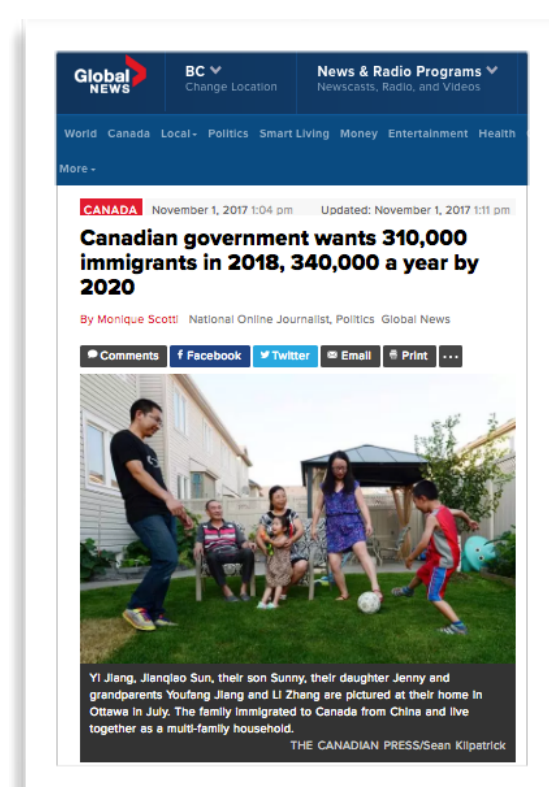 Global
NEWS
BC
Change Location
News & Radio Programs
Newscasts, Radio, and Videos
World Canada Local Politics Smart Living Money Entertainment Health
More
CANADA November 1, 2017 1:04 pm Updated: November 1, 2017 1:11 pm
Canadian government wants 310,000
immigrants in 2018, 340,000 a year by
2020
By Monique Scotti National Online Journalist, Politics Global News
Comments
f Facebook
Twitter
Email
Print
...
Yi Jiang, Jianqiao Sun, their son Sunny, their daughter Jenny and
grandparents Youfang Jiang and Li Zhang are pictured at their home in
Ottawa in July. The family immigrated to Canada from China and live
together as a multi-family household.
THE CANADIAN PRESS/Sean Kilpatrick